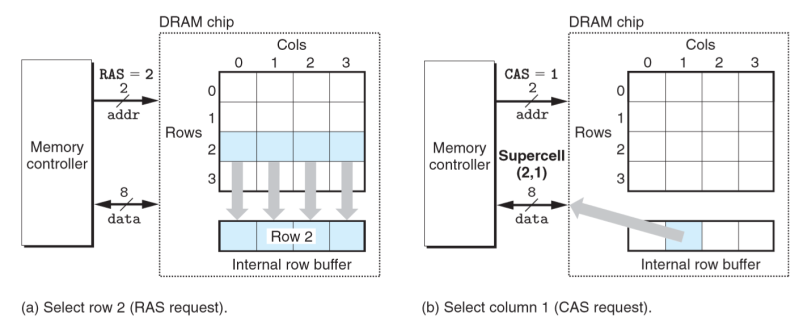 DRAM chip
Cols
0 1 2 3
RAS = 2
2
addr
Rows
0
1
2
3
Memory
controller
8
data
Row 2
Internal row buffer
(a) Select row 2 (RAS request).
DRAM chip
Cols
0 1 2 3
CAS = 1
2
addr
Rows
0
1
2
3
Memory
controller
Supercell
(2,1)
8
data
Internal row buffer
(b) Select column 1 (CAS request).